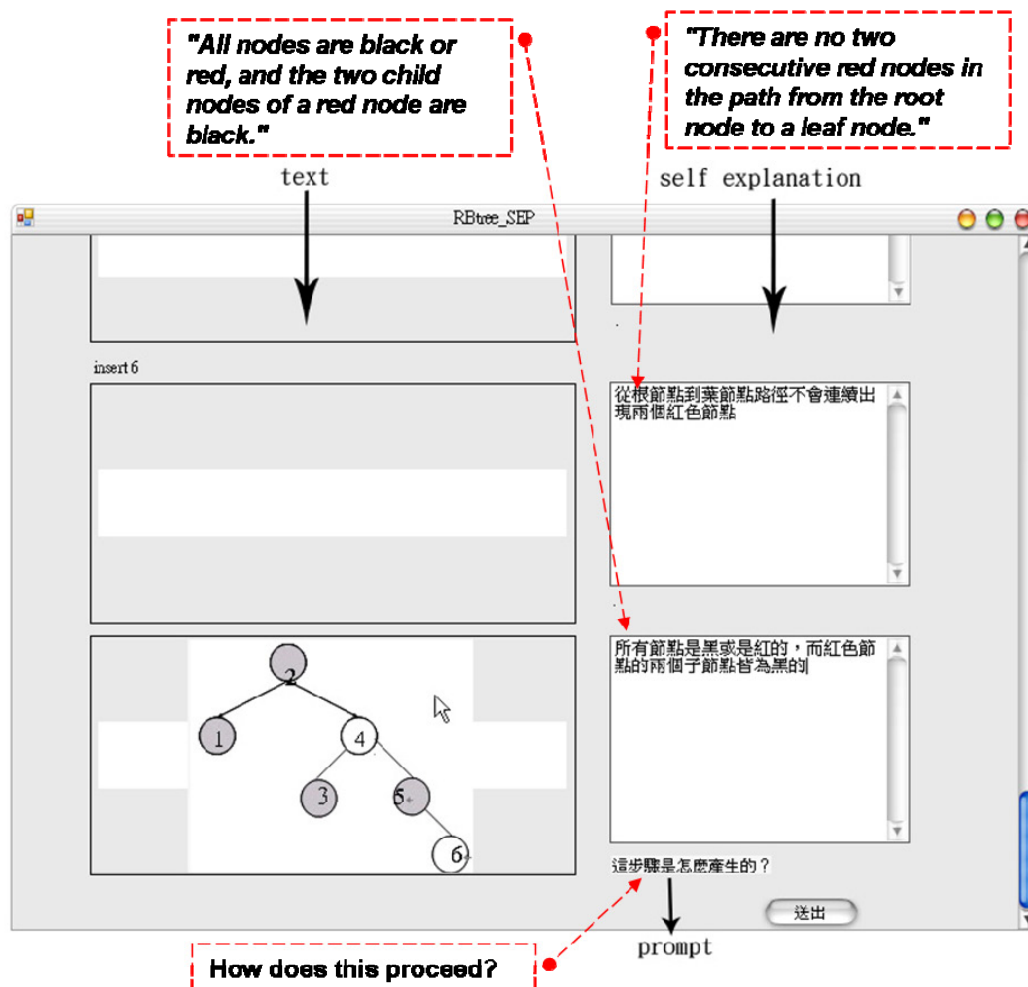 "All nodes are black or
red, and the two child
nodes of a red node are
black."
"There are no two
consecutive red nodes in
the path from the root
node to a leaf node."
text
self explanation
RBtree_SEP
insert 6
從根節點到葉節點路徑不會連續出
現兩個紅色節點
2
1
4
3
5
6
所有節點是黑或是紅的，而紅色節
點的兩個子節點皆為黑的
這步驟是怎麼產生的？
送出
prompt
How does this proceed?